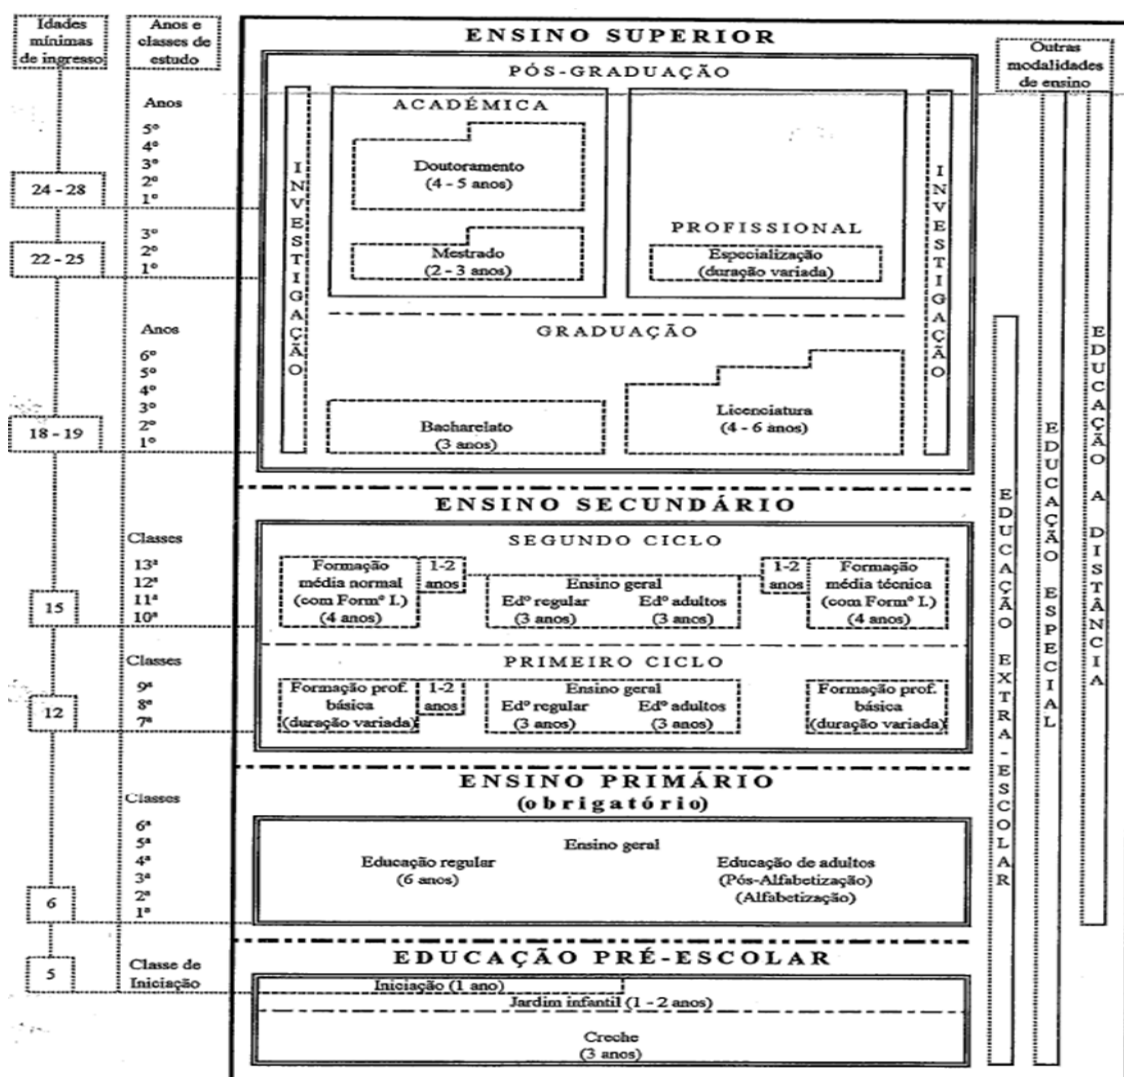 Idades
mínimas
de ingresso
Anos e
classes de
estudo
Outras
modalidades
de ensino
ENSINO SUPERIOR
PÓS-GRADUAÇÃO
Anos
5º
4º
3º
2º
1º
24 - 28
3º
2º
1º
22 - 25
INVESTIGAÇÃO
ACADÉMICA
Doutoramento
(4 - 5 anos)
Mestrado
(2 - 3 anos)
PROFISSIONAL
Especialização
(duração variada)
INVESTIGAÇÃO
GRADUAÇÃO
Anos
6º
5º
4º
3º
2º
1º
18 - 19
Bacharelato
(3 anos)
Licenciatura
(4 - 6 anos)
ENSINO SECUNDÁRIO
SEGUNDO CICLO
Classes
13ª
12ª
11ª
10ª
15
Formação
média normal
(com Formº I.)
(4 anos)
1-2
anos
Ensino geral
Edº regular
(3 anos)
Edº adultos
(3 anos)
1-2
anos
Formação
média técnica
(com Formº I.)
(4 anos)
PRIMEIRO CICLO
Classes
9ª
8ª
7ª
12
Formação prof.
básica
(duração variada)
1-2
anos
Ensino geral
Edº regular
(3 anos)
Edº adultos
(3 anos)
Formação prof.
básica
(duração variada)
ENSINO PRIMÁRIO
(obrigatório)
Classes
6ª
5ª
4ª
3ª
2ª
1ª
6
Ensino geral
Educação regular
(6 anos)
Educação de adultos
(Pós-Alfabetização)
(Alfabetização)
EDUCAÇÃO PRÉ-ESCOLAR
5
Classe de
Iniciação
Iniciação (1 ano)
Jardim infantil (1 - 2 anos)
Creche
(3 anos)
EDUCAÇÃO EXTRA-ESCOLAR
EDUCAÇÃO ESPECIAL
EDUCAÇÃO A DISTÂNCIA